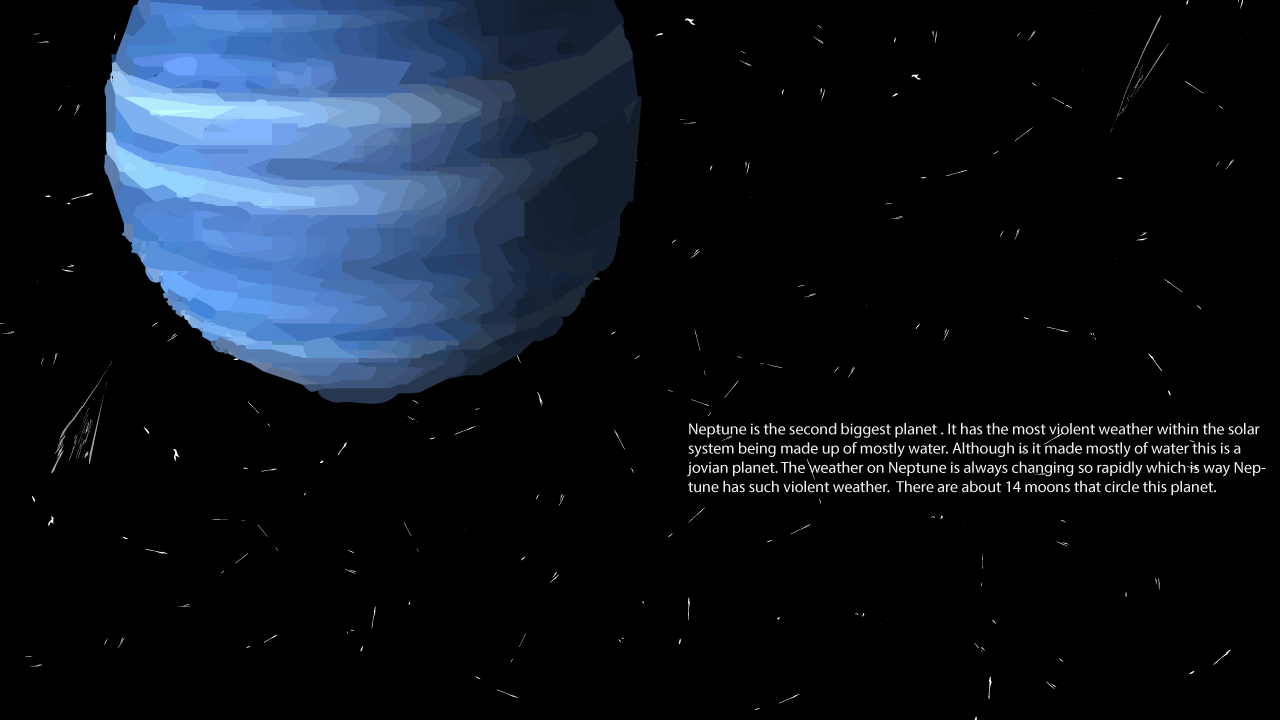 Neptune is the second biggest planet . It has the most violent weather within the solar
system being made up of mostly water. Although is it made mostly of water this is a
jovian planet. The weather on Neptune is always changing so rapidly which is way Nep-
tune has such violent weather.  There are about 14 moons that circle this planet.